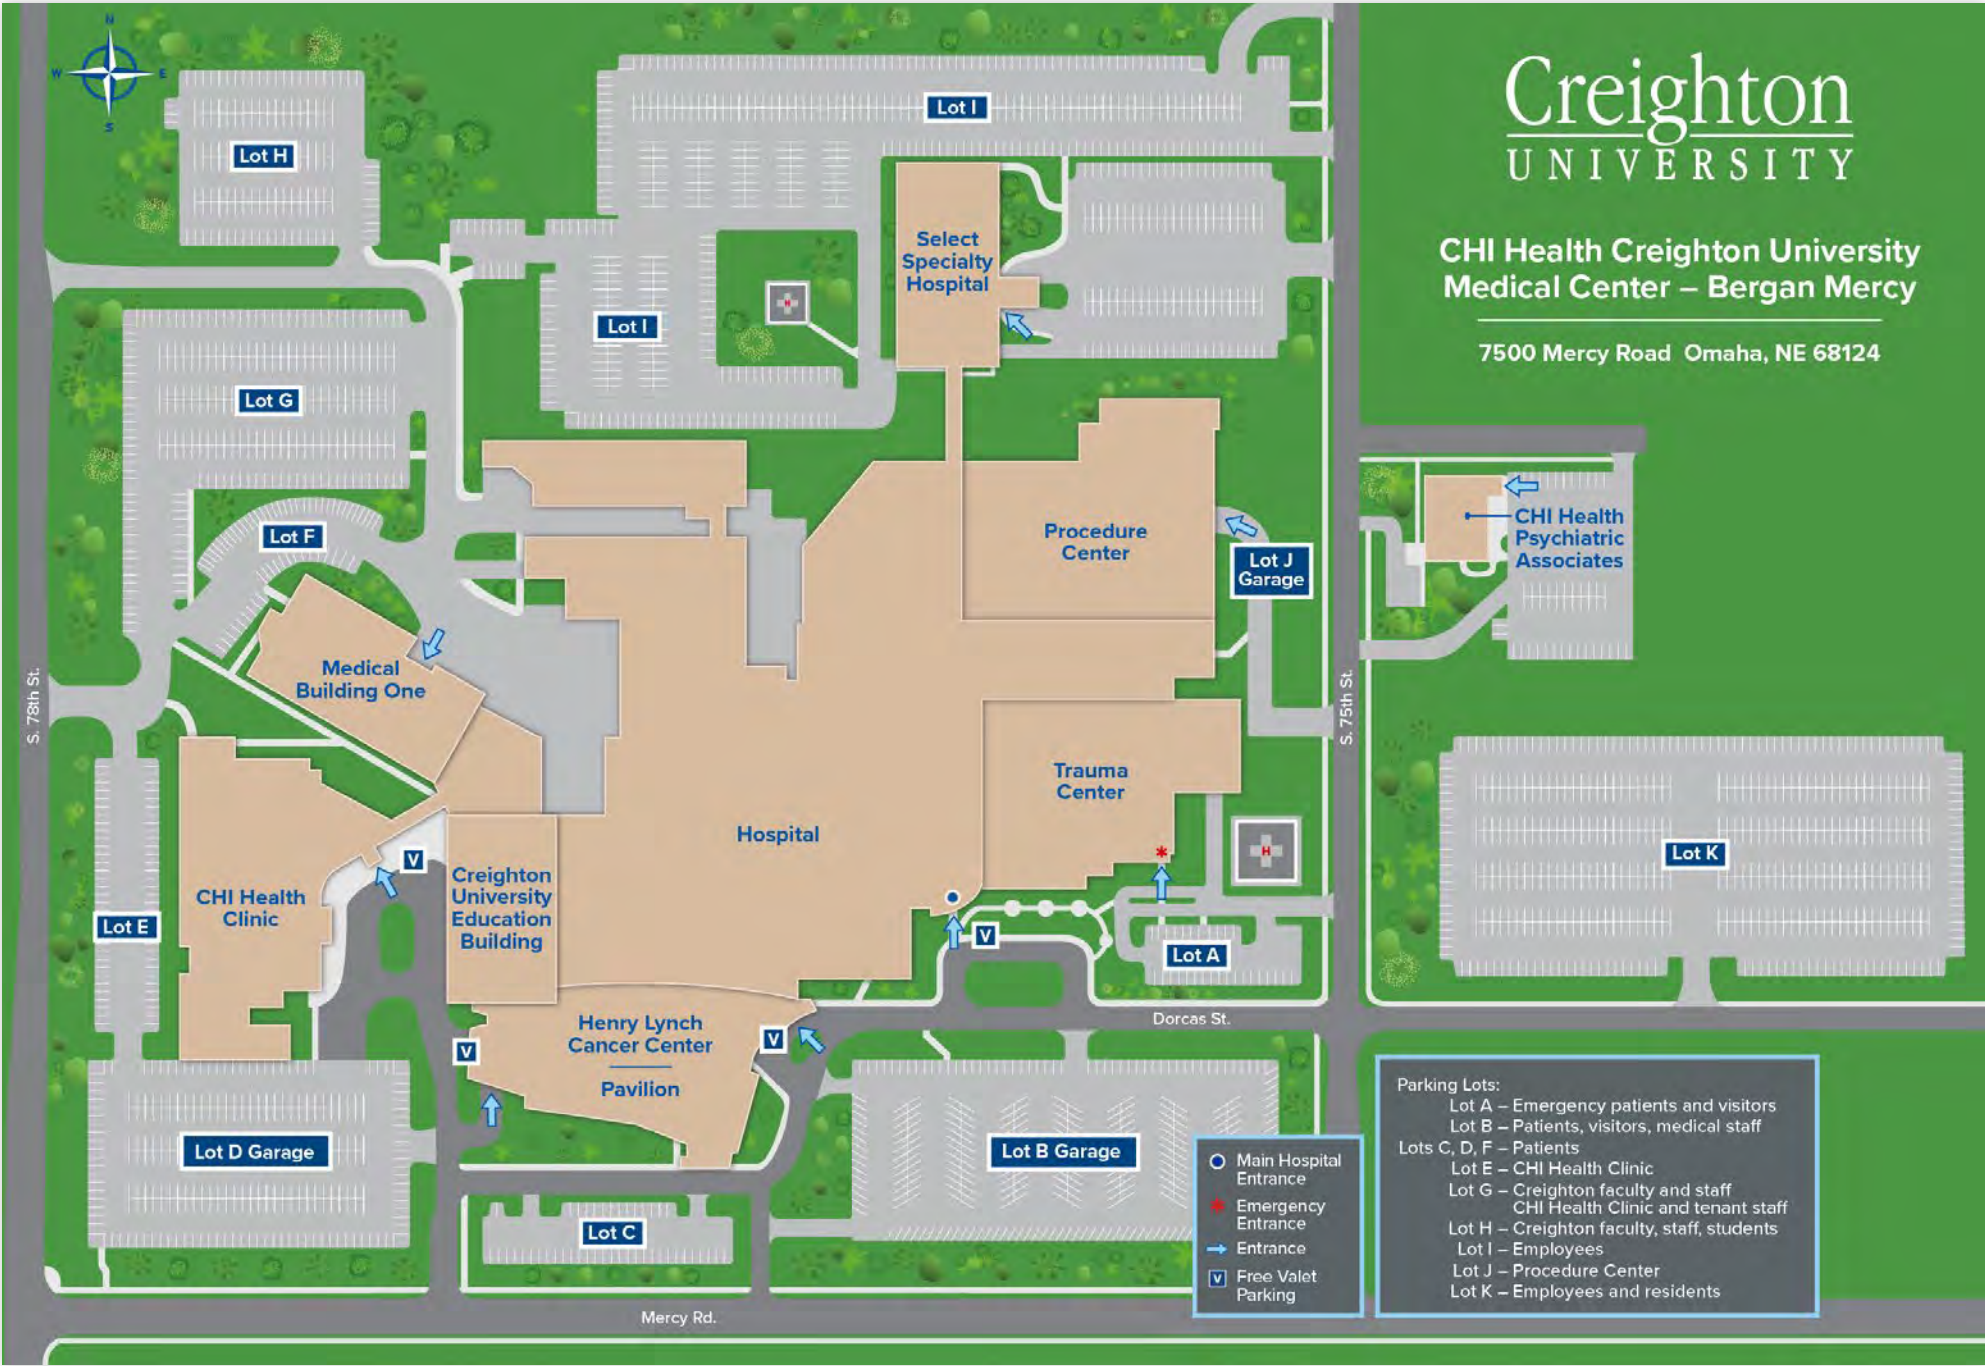 N
W E
S
Creighton
UNIVERSITY
CHI Health Creighton University
Medical Center – Bergan Mercy
7500 Mercy Road Omaha, NE 68124
Lot I
Lot H
Select
Specialty
Hospital
H
Lot I
Lot G
Lot F
Procedure
Center
Lot J
Garage
CHI Health
Psychiatric
Associates
S. 78th St.
S. 75th St.
Medical
Building One
Trauma
Center
Hospital
H
Lot K
V
Creighton
University
Education
Building
CHI Health
Clinic
Lot E
V
Lot A
Dorcas St.
Henry Lynch
Cancer Center
Pavilion
V
V
Lot D Garage
Lot B Garage
Lot C
Mercy Rd.
Main Hospital
Entrance
* Emergency
Entrance
Entrance
V Free Valet
Parking
Parking Lots:
Lot A – Emergency patients and visitors
Lot B – Patients, visitors, medical staff
Lots C, D, F – Patients
Lot E – CHI Health Clinic
Lot G – Creighton faculty and staff
CHI Health Clinic and tenant staff
Lot H – Creighton faculty, staff, students
Lot I – Employees
Lot J – Procedure Center
Lot K – Employees and residents